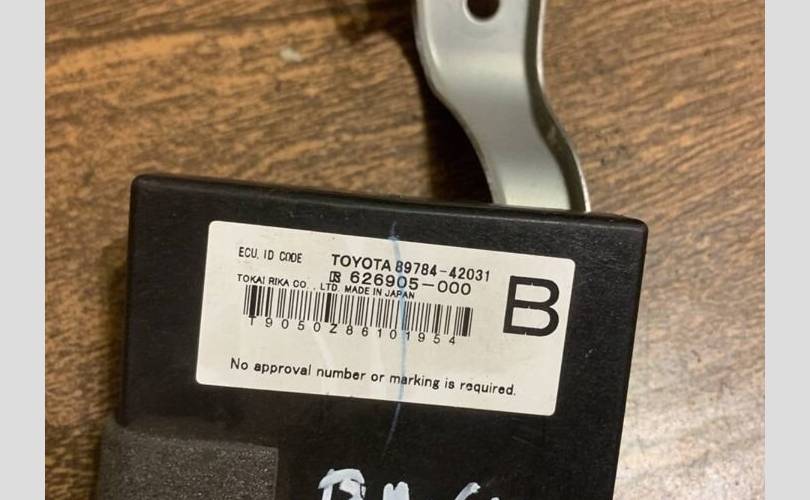 ECU, ID CODE TOYOTA 89784-42031
626905-000
TOKAI RIKA CO., LTD. MADE IN JAPAN
B
T9050Z86101954
No approval number or marking is required.